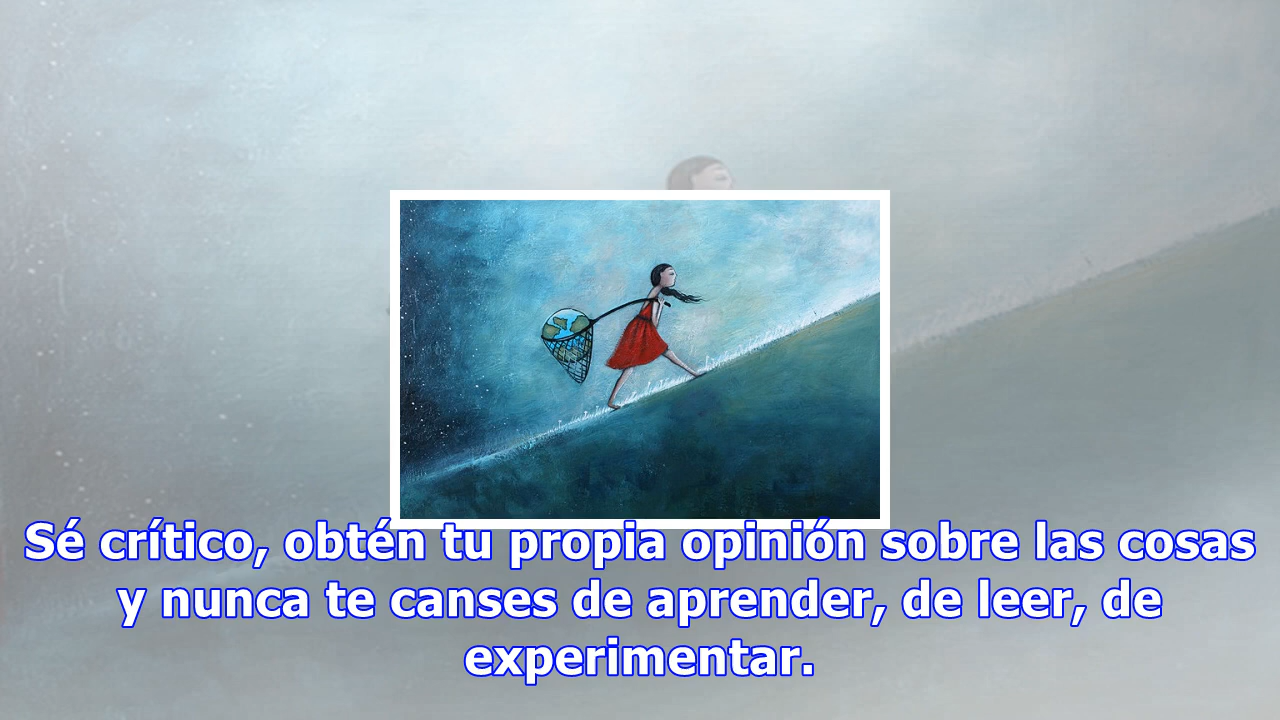 Sé crítico, obtén tu propia opinión sobre las cosas
y nunca te canses de aprender, de leer, de
experimentar.